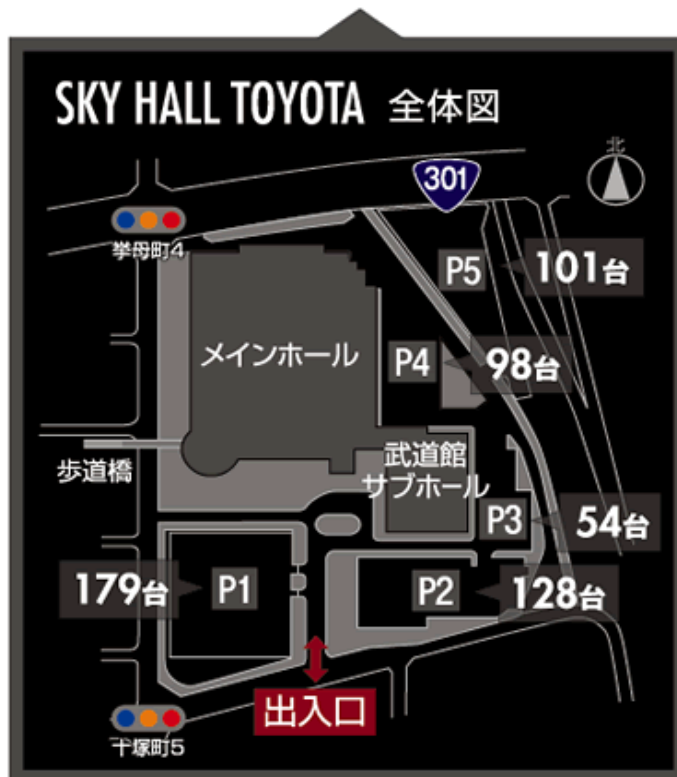 SKY HALL TOYOTA 全体図
北
301
挙母町4
P5 101台
メインホール
P4 98台
歩道橋
武道館
サブホール
P3 54台
179台 P1
P2 128台
出入口
十塚町5